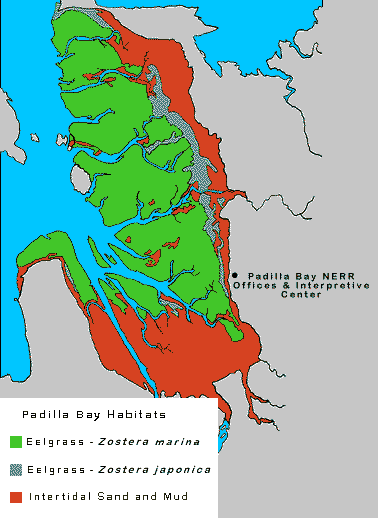 Padilla Bay NERR
Offices & Interpretive
Center
Padilla Bay Habitats
Eelgrass - Zostera marina
Eelgrass - Zostera japonica
Intertidal Sand and Mud